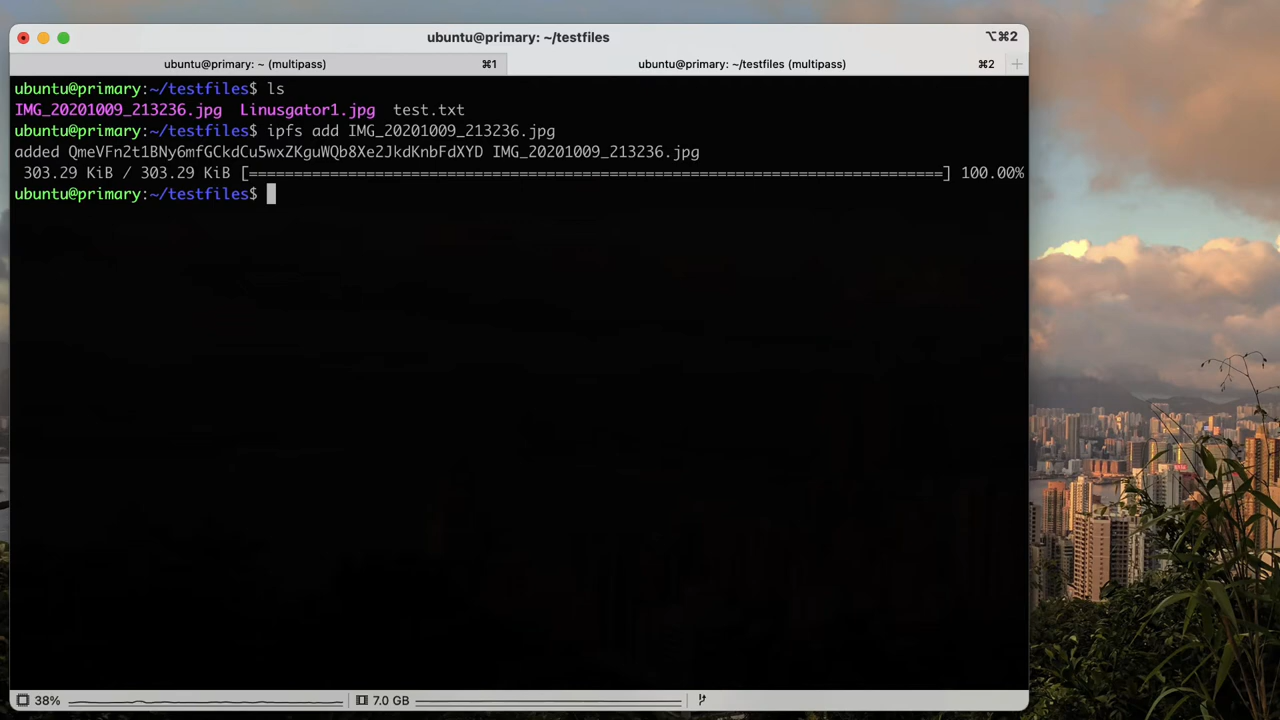 ubuntu@primary: ~/testfiles
⌥⌘2
ubuntu@primary: ~ (multipass) ⌘1
ubuntu@primary: ~/testfiles (multipass) ⌘2
ubuntu@primary:~/testfiles$ ls
IMG_20201009_213236.jpg Linusgator1.jpg test.txt
ubuntu@primary:~/testfiles$ ipfs add IMG_20201009_213236.jpg
added QmeVFn2t1BNy6mfGCkdCu5wxZKguWQb8Xe2JkdKnbFdXYD IMG_20201009_213236.jpg
303.29 KiB / 303.29 KiB [==============================================================================] 100.00%
ubuntu@primary:~/testfiles$
38% 7.0 GB